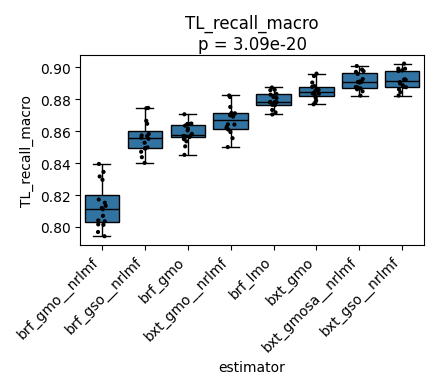 TL_recall_macro
p = 3.09e-20
TL_recall_macro
0.90
0.88
0.86
0.84
0.82
0.80
brf_gmo__nrlmf
brf_gso__nrlmf
brf_gmo
bxt_gmo__nrlmf
brf_lmo
bxt_gmo
bxt_gmosa__nrlmf
bxt_gso__nrlmf
estimator